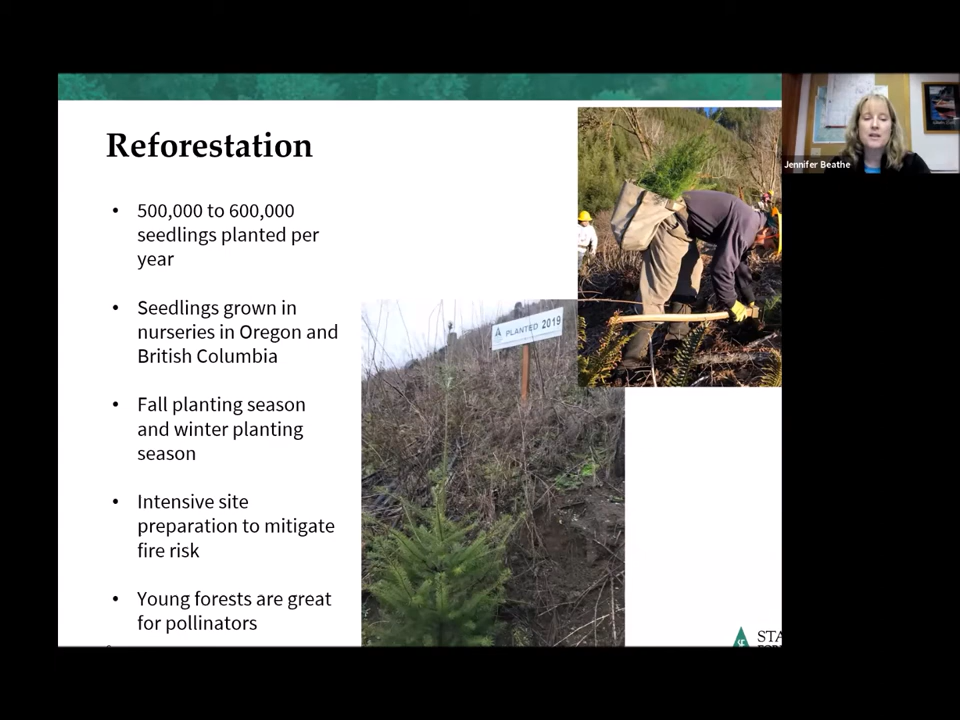 Reforestation
• 500,000 to 600,000
seedlings planted per
year
• Seedlings grown in
nurseries in Oregon and
British Columbia
• Fall planting season
and winter planting
season
• Intensive site
preparation to mitigate
fire risk
• Young forests are great
for pollinators
PLANTED 2019
Jennifer Beathe
STA